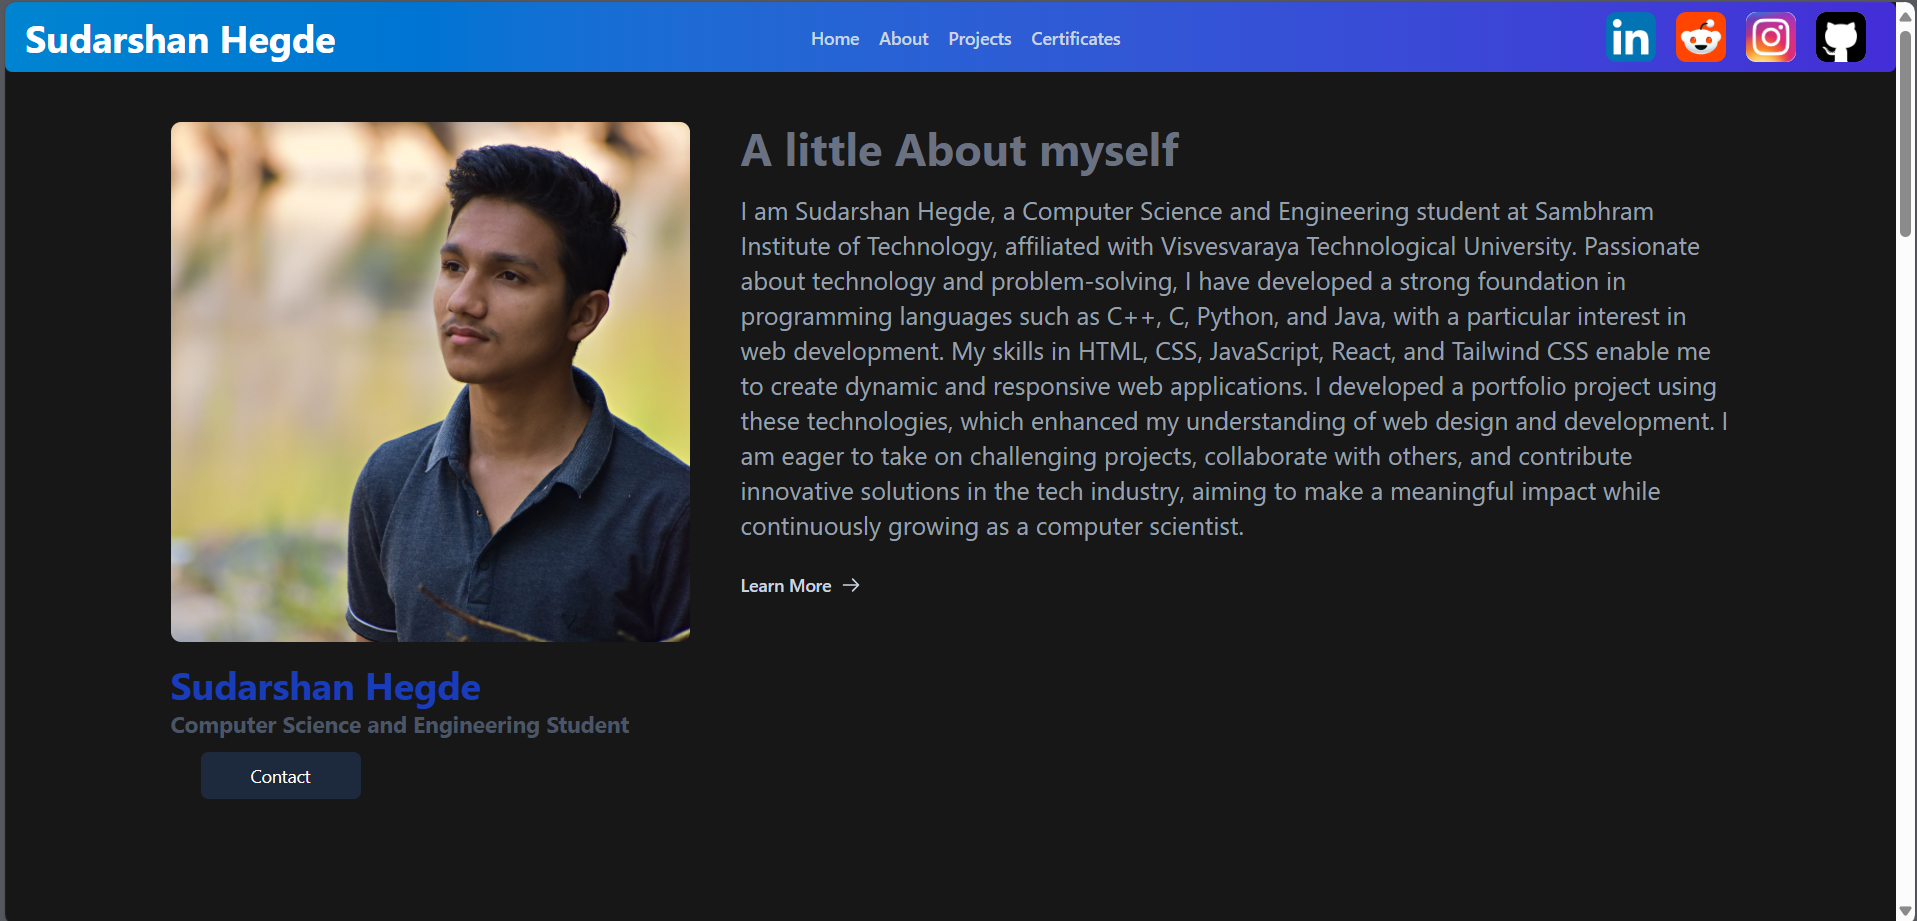 Sudarshan Hegde
Home About Projects Certificates
in
A little About myself
I am Sudarshan Hegde, a Computer Science and Engineering student at Sambhram
Institute of Technology, affiliated with Visvesvaraya Technological University. Passionate
about technology and problem-solving, I have developed a strong foundation in
programming languages such as C++, C, Python, and Java, with a particular interest in
web development. My skills in HTML, CSS, JavaScript, React, and Tailwind CSS enable me
to create dynamic and responsive web applications. I developed a portfolio project using
these technologies, which enhanced my understanding of web design and development. I
am eager to take on challenging projects, collaborate with others, and contribute
innovative solutions in the tech industry, aiming to make a meaningful impact while
continuously growing as a computer scientist.
Learn More →
Sudarshan Hegde
Computer Science and Engineering Student
Contact